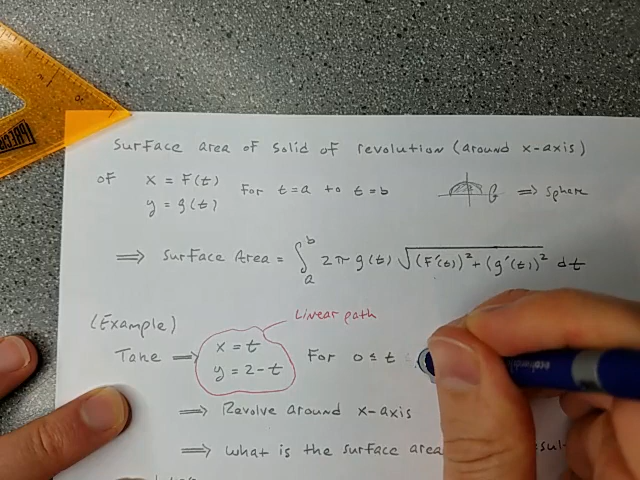 Surface area of solid of revolution (around x-axis)
of x = F(t) for t=a to t=b ⇒ sphere
y = g(t)
⇒ Surface Area = ∫_a^b 2π g(t) √((F'(t))² + (g'(t))²) dt
(Example)
Linear path
Take ⇒ x = t For 0 ≤ t
y = 2-t
⇒ Revolve around x-axis
⇒ what is the surface area